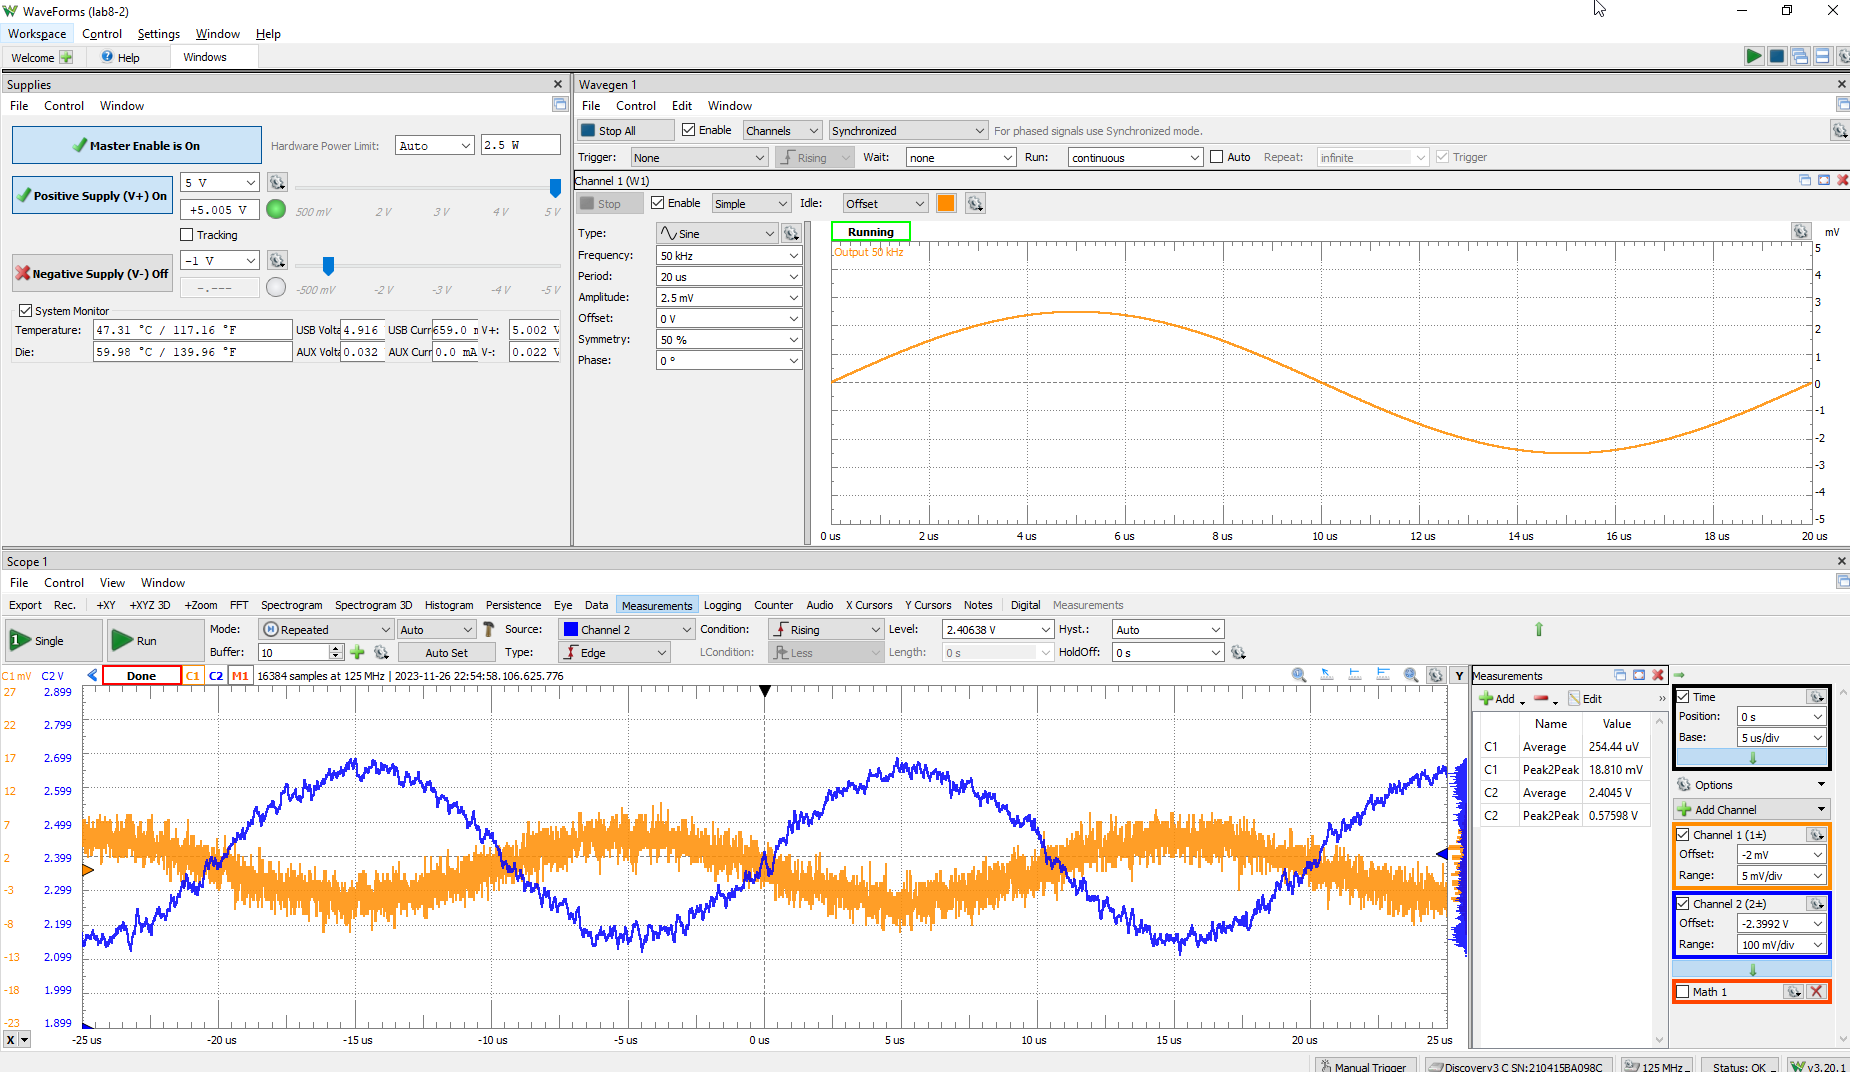 WaveForms (lab8-2)
Workspace Control Settings Window Help
Welcome Help Windows
Supplies
File Control Window
Master Enable is On Hardware Power Limit: Auto 2.5 W
Positive Supply (V+) On 5 V
+5.005 V 500 mV 2 V 3 V 4 V 5 V
Tracking
Negative Supply (V-) Off -1 V
-.--- -500 mV -2 V -3 V -4 V -5 V
System Monitor
Temperature: 47.31 °C / 117.16 °F USB Volta 4.916 USB Curr 659.0 V+: 5.002 V
Die: 59.98 °C / 139.96 °F AUX Volta 0.032 AUX Curr 0.0 mA V-: 0.022 V
Wavegen 1
File Control Edit Window
Stop All Enable Channels Synchronized For phased signals use Synchronized mode.
Trigger: None Rising Wait: none Run: continuous Auto Repeat: infinite Trigger
Channel 1 (W1)
Stop Enable Simple Idle: Offset
Type: Sine
Frequency: 50 kHz
Period: 20 us
Amplitude: 2.5 mV
Offset: 0 V
Symmetry: 50 %
Phase: 0 °
Running mV
Output 50 kHz
5
4
3
2
1
0
-1
-2
-3
-4
-5
0 us 2 us 4 us 6 us 8 us 10 us 12 us 14 us 16 us 18 us 20 us
Scope 1
File Control View Window
Export Rec. +XY +XYZ 3D +Zoom FFT Spectrogram Spectrogram 3D Histogram Persistence Eye Data Measurements Logging Counter Audio X Cursors Y Cursors Notes Digital Measurements
Single Run Mode: Repeated Auto Source: Channel 2 Condition: Rising Level: 2.40638 V Hyst.: Auto
Buffer: 10 Auto Set Type: Edge LCondition: Less Length: 0 s HoldOff: 0 s
C1 mV C2 V Done C1 C2 M1 16384 samples at 125 MHz | 2023-11-26 22:54:58.106.625.776 Y
27 2.899
22 2.799
17 2.699
12 2.599
7 2.499
2 2.399
-3 2.299
-8 2.199
-13 2.099
-18 1.999
-23 1.899
X -25 us -20 us -15 us -10 us -5 us 0 us 5 us 10 us 15 us 20 us 25 us
Measurements
Add Edit »
Name Value
C1 Average 254.44 uV
C1 Peak2Peak 18.810 mV
C2 Average 2.4045 V
C2 Peak2Peak 0.57598 V
Time
Position: 0 s
Base: 5 us/div
Options
Add Channel
Channel 1 (1±)
Offset: -2 mV
Range: 5 mV/div
Channel 2 (2±)
Offset: -2.3992 V
Range: 100 mV/div
Math 1
Manual Trigger Discovery3 C SN:210415BA098C 125 MHz Status: OK v3.20.1